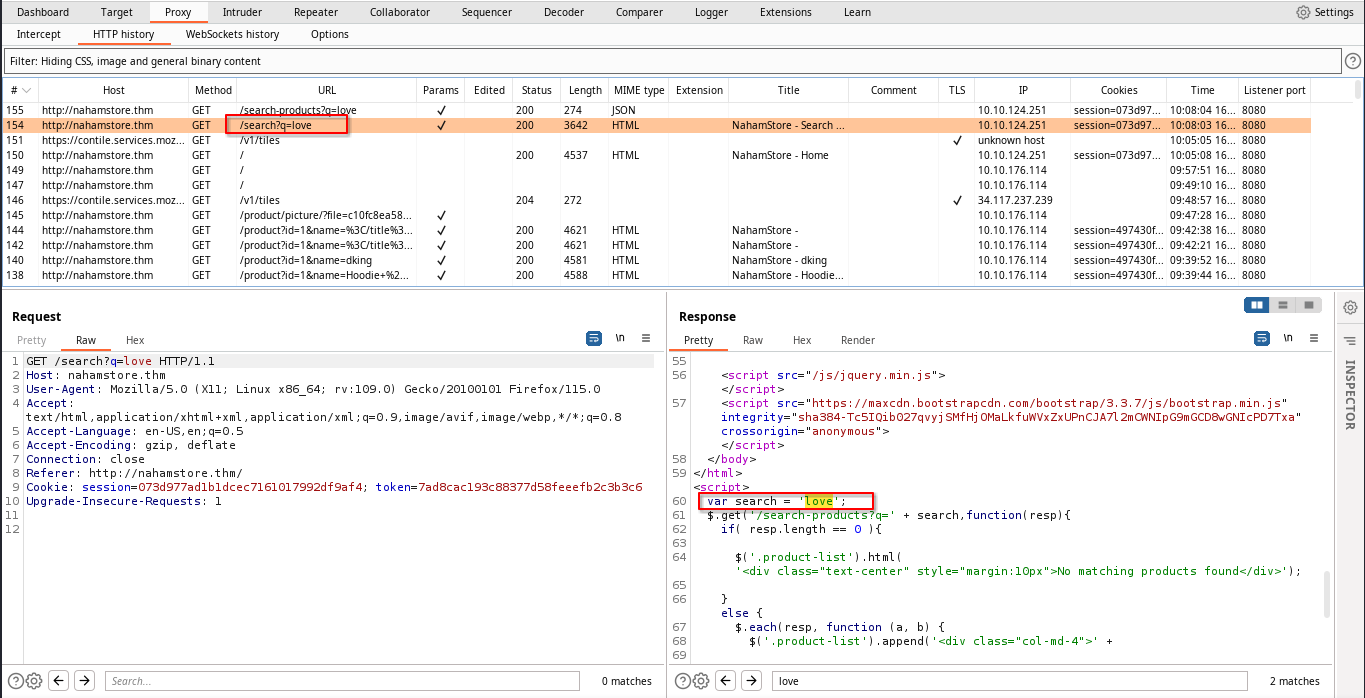 Dashboard Target Proxy Intruder Repeater Collaborator Sequencer Decoder Comparer Logger Extensions Learn Settings
Intercept HTTP history WebSockets history Options
Filter: Hiding CSS, image and general binary content
# Host Method URL Params Edited Status Length MIME type Extension Title Comment TLS IP Cookies Time Listener port
155 http://nahamstore.thm GET /search-products?q=love ✓ 200 274 JSON 10.10.124.251 session=073d97... 10:08:04 16... 8080
154 http://nahamstore.thm GET /search?q=love ✓ 200 3642 HTML NahamStore - Search ... 10.10.124.251 session=073d97... 10:08:03 16... 8080
151 https://contile.services.moz... GET /v1/tiles ✓ unknown host 10:05:05 16... 8080
150 http://nahamstore.thm GET / 200 4537 HTML NahamStore - Home 10.10.124.251 session=073d97... 10:05:08 16... 8080
149 http://nahamstore.thm GET / 10.10.176.114 09:57:51 16... 8080
147 http://nahamstore.thm GET / 10.10.176.114 09:49:10 16... 8080
146 https://contile.services.moz... GET /v1/tiles 204 272 ✓ 34.117.237.239 09:48:57 16... 8080
145 http://nahamstore.thm GET /product/picture/?file=c10fc8ea58... ✓ 10.10.176.114 09:47:28 16... 8080
144 http://nahamstore.thm GET /product?id=1&name=%3C/title%3... ✓ 200 4621 HTML NahamStore - 10.10.176.114 session=497430f... 09:42:38 16... 8080
142 http://nahamstore.thm GET /product?id=1&name=%3C/title%3... ✓ 200 4621 HTML NahamStore - 10.10.176.114 session=497430f... 09:42:21 16... 8080
140 http://nahamstore.thm GET /product?id=1&name=dking ✓ 200 4581 HTML NahamStore - dking 10.10.176.114 session=497430f... 09:39:52 16... 8080
138 http://nahamstore.thm GET /product?id=1&name=Hoodie+%2... ✓ 200 4588 HTML NahamStore - Hoodie... 10.10.176.114 session=497430f... 09:39:44 16... 8080
Request
Pretty Raw Hex \n
1 GET /search?q=love HTTP/1.1
2 Host: nahamstore.thm
3 User-Agent: Mozilla/5.0 (X11; Linux x86_64; rv:109.0) Gecko/20100101 Firefox/115.0
4 Accept:
text/html,application/xhtml+xml,application/xml;q=0.9,image/avif,image/webp,*/*;q=0.8
5 Accept-Language: en-US,en;q=0.5
6 Accept-Encoding: gzip, deflate
7 Connection: close
8 Referer: http://nahamstore.thm/
9 Cookie: session=073d977ad1b1dcec7161017992df9af4; token=7ad8cac193c88377d58feeefb2c3b3c6
10 Upgrade-Insecure-Requests: 1
11
12
Search... 0 matches
Response
Pretty Raw Hex Render \n
55
56 <script src="/js/jquery.min.js">
</script>
57 <script src="https://maxcdn.bootstrapcdn.com/bootstrap/3.3.7/js/bootstrap.min.js"
integrity="sha384-Tc5IQib027qvyjSMfHjOMaLkfuWVxZxUPnCJA7l2mCWNIpG9mGCD8wGNIcPD7Txa"
crossorigin="anonymous">
</script>
58 </body>
59 </html>
<script>
60 var search = 'love';
61 $.get('/search-products?q=' + search,function(resp){
62 if( resp.length == 0 ){
63
64 $('.product-list').html(
'<div class="text-center" style="margin:10px">No matching products found</div>');
65
66 }
else {
67 $.each(resp, function (a, b) {
68 $('.product-list').append('<div class="col-md-4">' +
69
love 2 matches
INSPECTOR